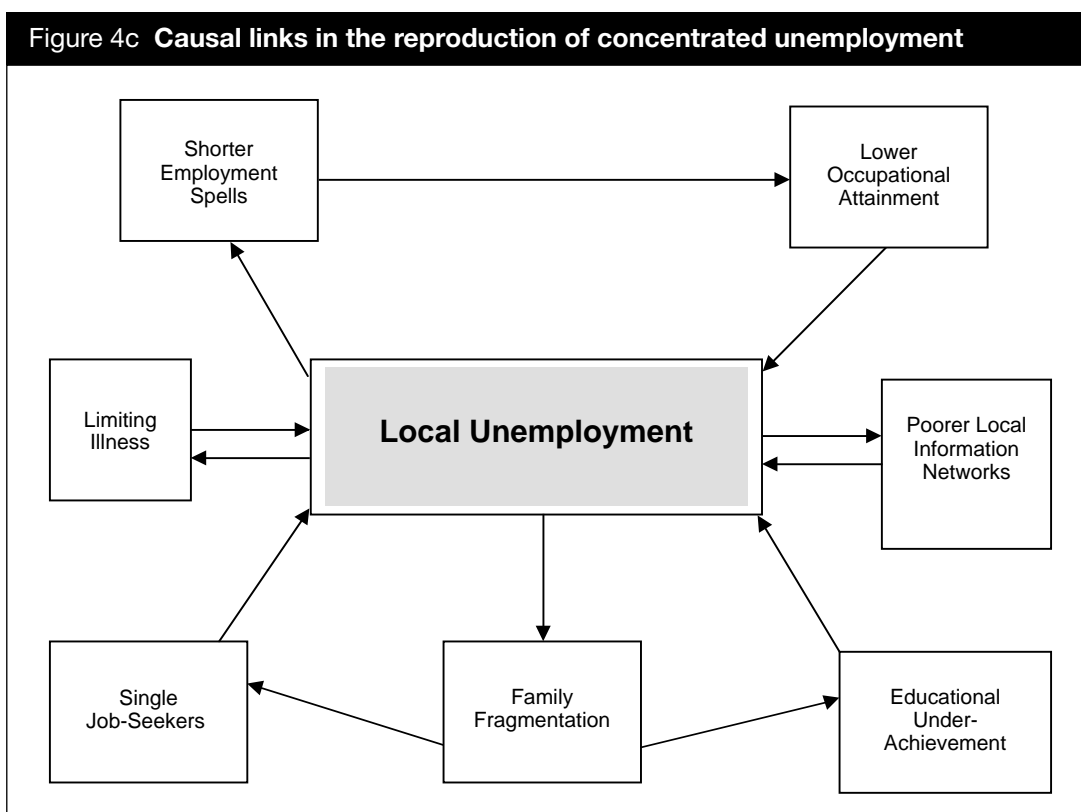 Figure 4c Causal links in the reproduction of concentrated unemployment
Shorter
Employment
Spells
Lower
Occupational
Attainment
Limiting
Illness
Local Unemployment
Poorer Local
Information
Networks
Single
Job-Seekers
Family
Fragmentation
Educational
Under-
Achievement